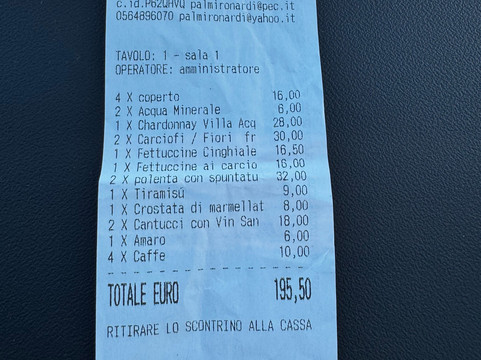 c.id.P62QHVQ palmironardi@pec.it
0564896070 palmironardi@yahoo.it
TAVOLO: 1 - sala 1
OPERATORE: amministratore
4 X coperto 16,00
2 X Acqua Minerale 6,00
1 X Chardonnay Villa Acq 28,00
2 X Carciofi / Fiori fr 30,00
1 X Fettuccine Cinghiale 16,50
1 X Fettuccine ai carcio 16,00
2 X polenta con spuntatu 32,00
1 X Tiramisú 9,00
1 X Crostata di marmellat 8,00
2 X Cantucci con Vin San 18,00
1 X Amaro 6,00
4 X Caffe 10,00
TOTALE EURO 195,50
RITIRARE LO SCONTRINO ALLA CASSA